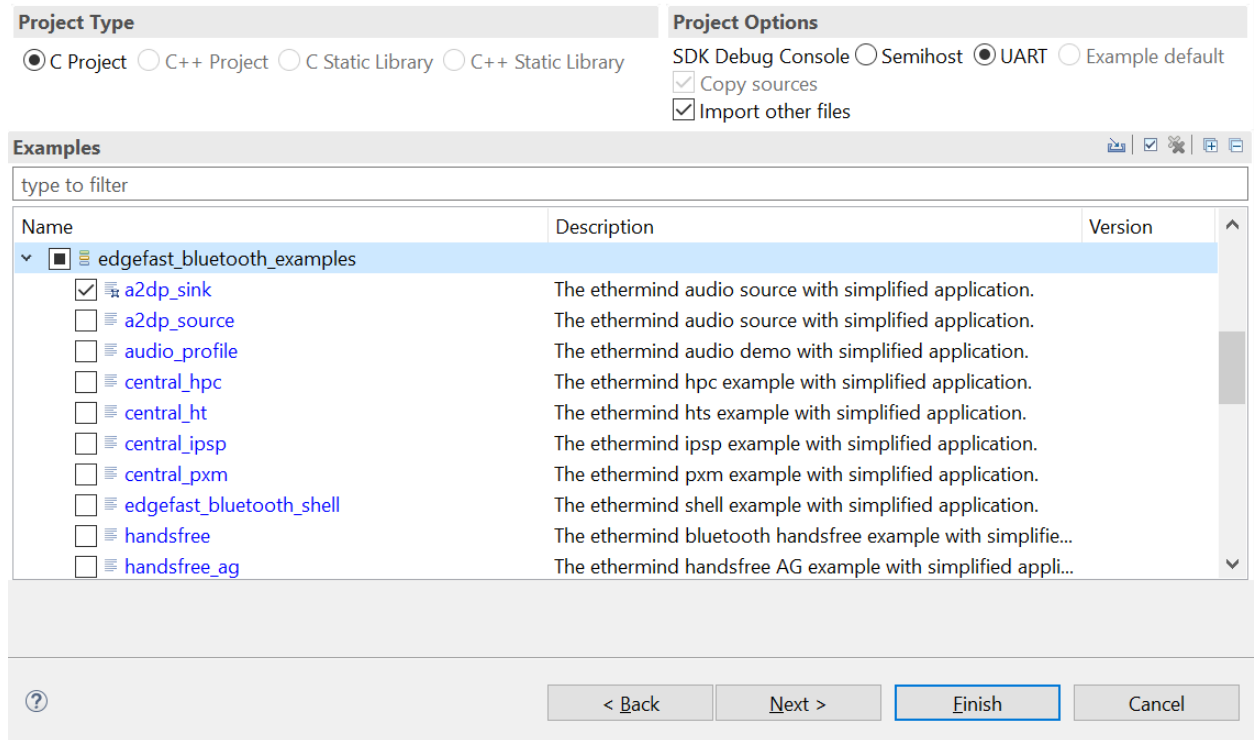 Project Type
Project Options
C Project C++ Project C Static Library C++ Static Library
SDK Debug Console Semihost UART Example default
Copy sources
Import other files
Examples
type to filter
Name Description Version
edgefast_bluetooth_examples
a2dp_sink The ethermind audio source with simplified application.
a2dp_source The ethermind audio source with simplified application.
audio_profile The ethermind audio demo with simplified application.
central_hpc The ethermind hpc example with simplified application.
central_ht The ethermind hts example with simplified application.
central_ipsp The ethermind ipsp example with simplified application.
central_pxm The ethermind pxm example with simplified application.
edgefast_bluetooth_shell The ethermind shell example with simplified application.
handsfree The ethermind bluetooth handsfree example with simplifie...
handsfree_ag The ethermind handsfree AG example with simplified appli...
? < Back Next > Finish Cancel